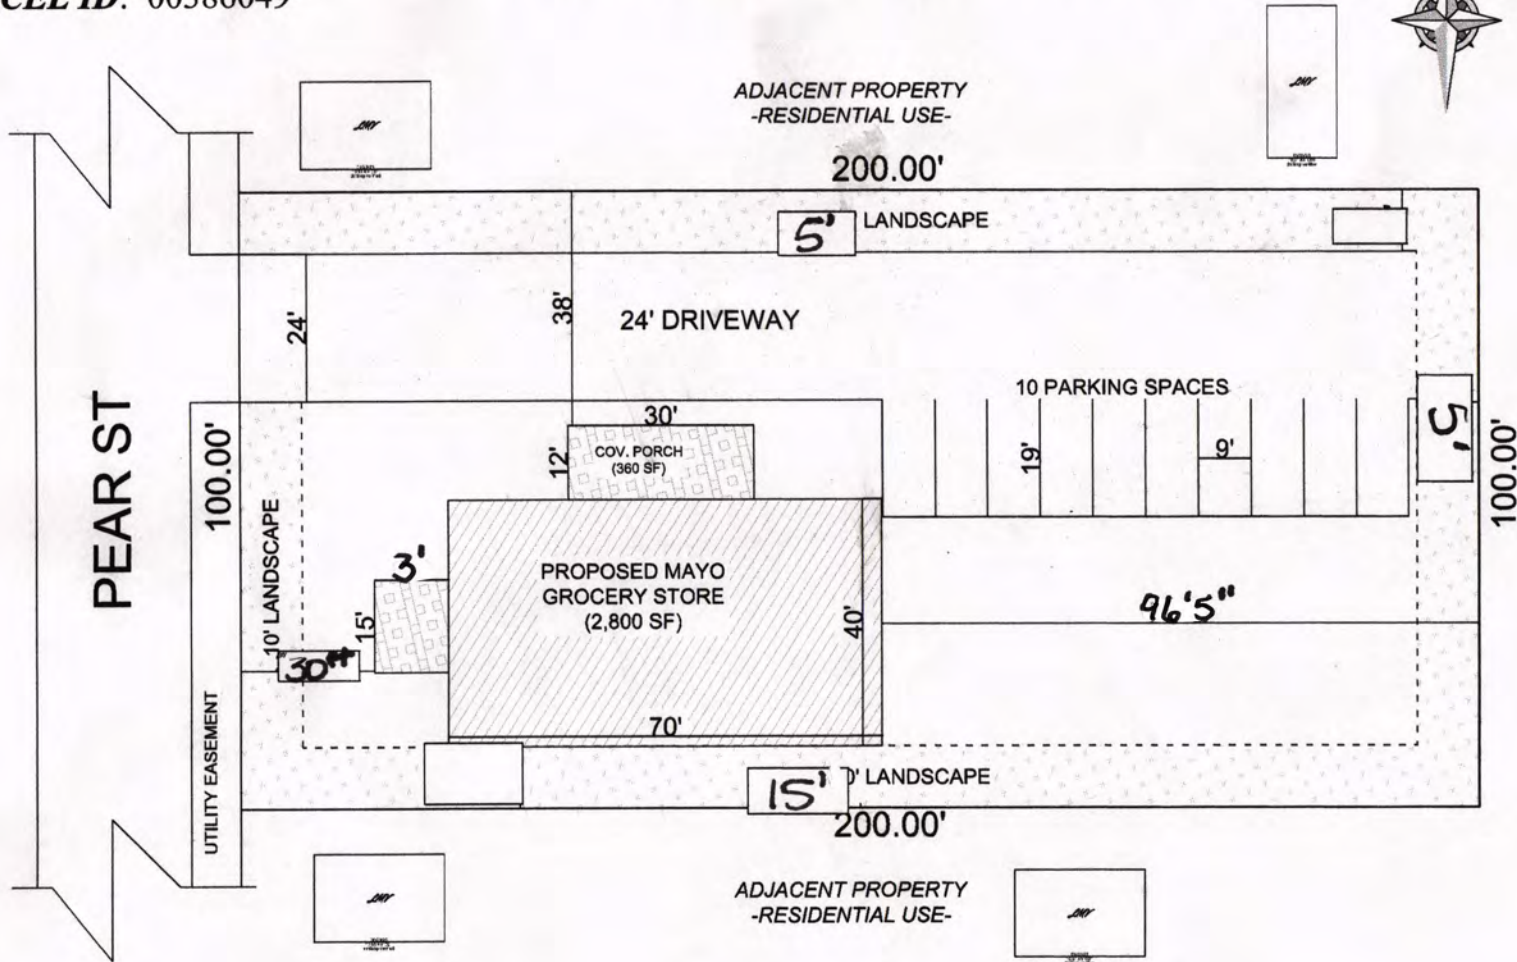 CEL ID: 00386049
ADJACENT PROPERTY
-RESIDENTIAL USE-
200.00'
5' LANDSCAPE
24'
38'
24' DRIVEWAY
10 PARKING SPACES
30'
12'
COV. PORCH
(360 SF)
19'
9'
5'
100.00'
PEAR ST
100.00'
10' LANDSCAPE
3'
15'
30ft
PROPOSED MAYO
GROCERY STORE
(2,800 SF)
40'
96'5"
70'
UTILITY EASEMENT
15' 0' LANDSCAPE
200.00'
ADJACENT PROPERTY
-RESIDENTIAL USE-